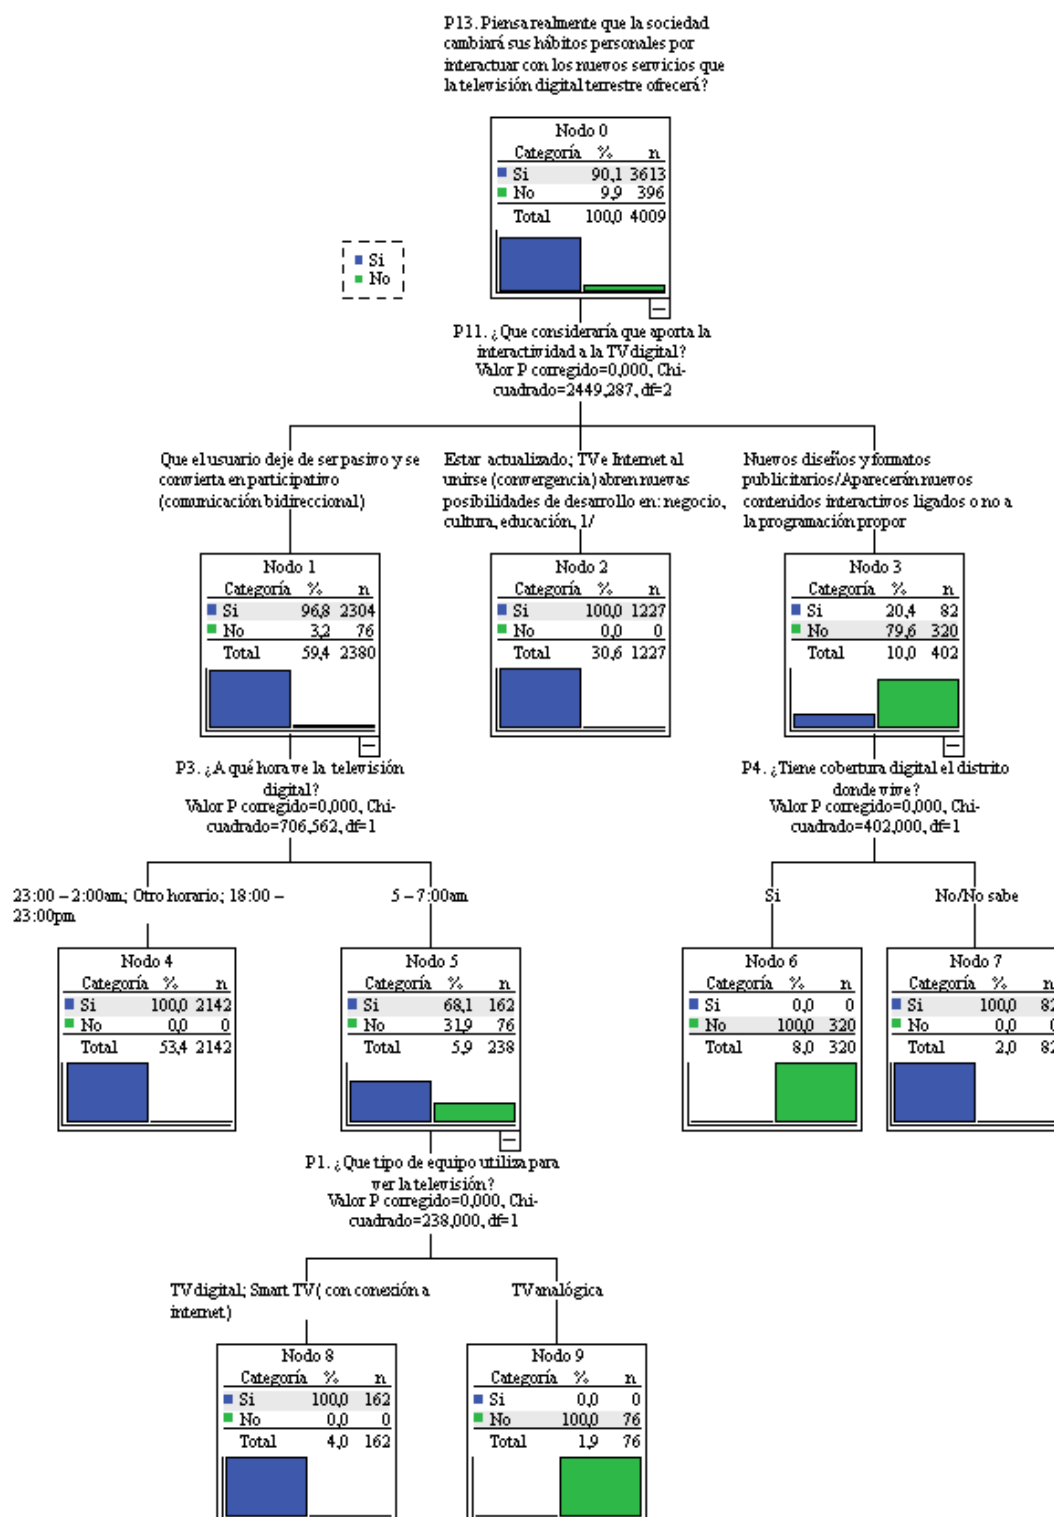 P13. Piensa realmente que la sociedad
cambiará sus hábitos personales por
interactuar con los nuevos servicios que
la televisión digital terrestre ofrecerá?
Nodo 0
Categoría % n
Si 90,1 3613
No 9,9 396
Total 100,0 4009
Si
No
P11. ¿Que consideraría que aporta la
interactividad a la TV digital?
Valor P corregido=0,000, Chi-
cuadrado=2449,287, df=2
Que el usuario deje de ser pasivo y se
convierta en participativo
(comunicación bidireccional)
Estar actualizado; TV e Internet al
unirse (convergencia) abren nuevas
posibilidades de desarrollo en: negocio,
cultura, educación, 1/
Nuevos diseños y formatos
publicitarios/Aparecerán nuevos
contenidos interactivos ligados o no a
la programación propor
Nodo 1
Categoría % n
Si 96,8 2304
No 3,2 76
Total 59,4 2380
Nodo 2
Categoría % n
Si 100,0 1227
No 0,0 0
Total 30,6 1227
Nodo 3
Categoría % n
Si 20,4 82
No 79,6 320
Total 10,0 402
P3. ¿A qué hora ve la televisión
digital?
Valor P corregido=0,000, Chi-
cuadrado=706,562, df=1
P4. ¿Tiene cobertura digital el distrito
donde vive?
Valor P corregido=0,000, Chi-
cuadrado=402,000, df=1
23:00 – 2:00am; Otro horario; 18:00 –
23:00pm
5 – 7:00am
Si
No/No sabe
Nodo 4
Categoría % n
Si 100,0 2142
No 0,0 0
Total 53,4 2142
Nodo 5
Categoría % n
Si 68,1 162
No 31,9 76
Total 5,9 238
Nodo 6
Categoría % n
Si 0,0 0
No 100,0 320
Total 8,0 320
Nodo 7
Categoría % n
Si 100,0 82
No 0,0 0
Total 2,0 82
P1. ¿Que tipo de equipo utiliza para
ver la televisión?
Valor P corregido=0,000, Chi-
cuadrado=238,000, df=1
TV digital; Smart TV ( con conexión a
internet)
TV analógica
Nodo 8
Categoría % n
Si 100,0 162
No 0,0 0
Total 4,0 162
Nodo 9
Categoría % n
Si 0,0 0
No 100,0 76
Total 1,9 76